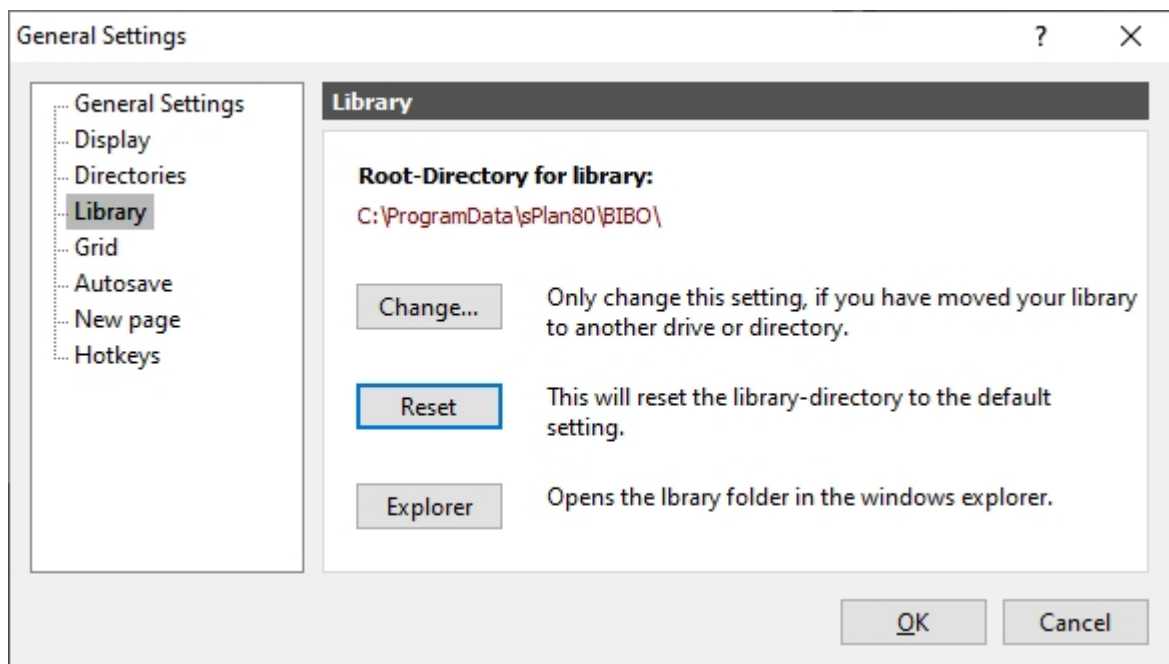 General Settings
?
General Settings
Display
Directories
Library
Grid
Autosave
New page
Hotkeys
Library
Root-Directory for library:
C:\ProgramData\sPlan80\BIBO\
Change...
Only change this setting, if you have moved your library
to another drive or directory.
Reset
This will reset the library-directory to the default
setting.
Explorer
Opens the lbrary folder in the windows explorer.
OK
Cancel